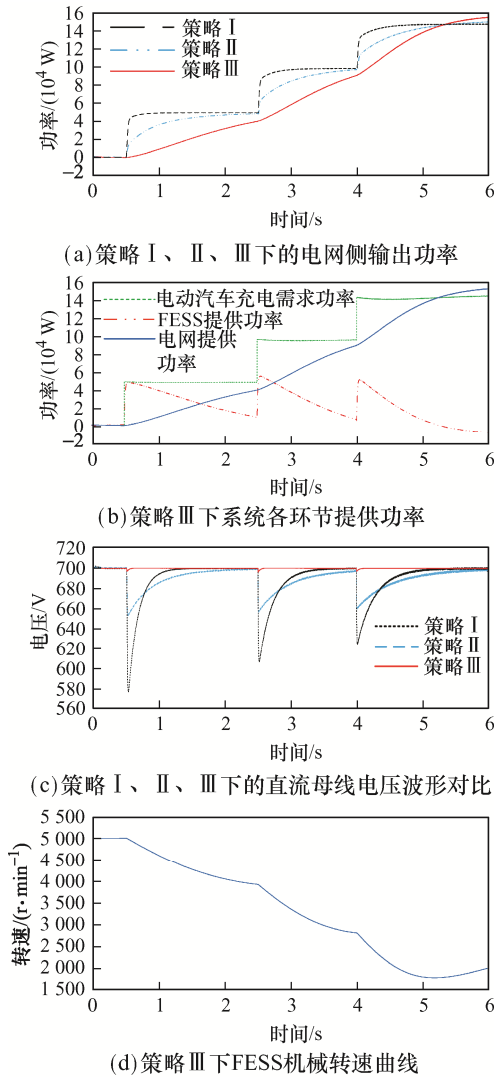 16
14
12
10
8
6
4
2
0
−2
功率/(10⁴ W)
策略Ⅰ
策略Ⅱ
策略Ⅲ
0 1 2 3 4 5 6
时间/s
(a)策略Ⅰ、Ⅱ、Ⅲ下的电网侧输出功率
16
14
12
10
8
6
4
2
0
−2
功率/(10⁴ W)
电动汽车充电需求功率
FESS提供功率
电网提供
功率
0 1 2 3 4 5 6
时间/s
(b)策略Ⅲ下系统各环节提供功率
720
700
680
660
640
620
600
580
560
电压/V
策略Ⅰ
策略Ⅱ
策略Ⅲ
0 1 2 3 4 5 6
时间/s
(c)策略Ⅰ、Ⅱ、Ⅲ下的直流母线电压波形对比
5 500
5 000
4 500
4 000
3 500
3 000
2 500
2 000
1 500
转速/(r•min⁻¹)
0 1 2 3 4 5 6
时间/s
(d)策略Ⅲ下FESS机械转速曲线